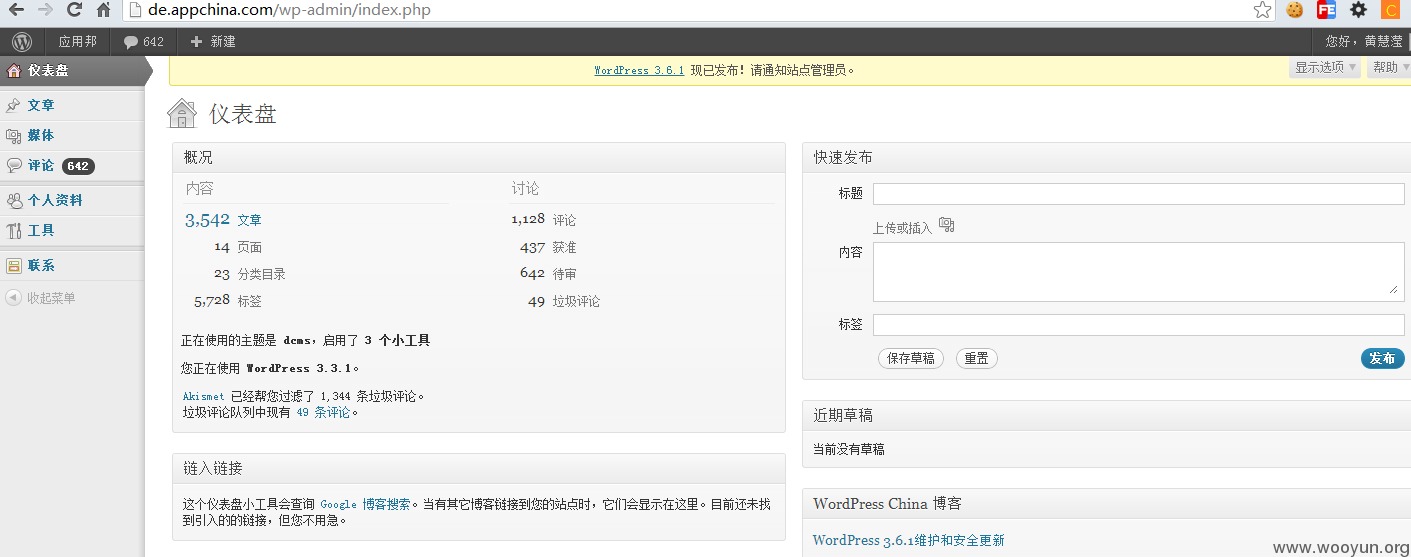 de.appchina.com/wp-admin/index.php
应用邦 642 新建 您好，黄慧滢
仪表盘
文章
媒体
评论 642
个人资料
工具
联系
收起菜单
WordPress 3.6.1 现已发布！请通知站点管理员。
显示选项 帮助
仪表盘
概况
内容 讨论
3,542 文章 1,128 评论
14 页面 437 获准
23 分类目录 642 待审
5,728 标签 49 垃圾评论
正在使用的主题是 dcms，启用了 3 个小工具
您正在使用 WordPress 3.3.1。
Akismet 已经帮您过滤了 1,344 条垃圾评论。
垃圾评论队列中现有 49 条评论。
链入链接
这个仪表盘小工具会查询 Google 博客搜索。当有其它博客链接到您的站点时，它们会显示在这里。目前还未找
到引入的的链接，但您不用急。
快速发布
标题
上传或插入
内容
标签
保存草稿 重置 发布
近期草稿
当前没有草稿
WordPress China 博客
WordPress 3.6.1维护和安全更新
www.wooyun.org